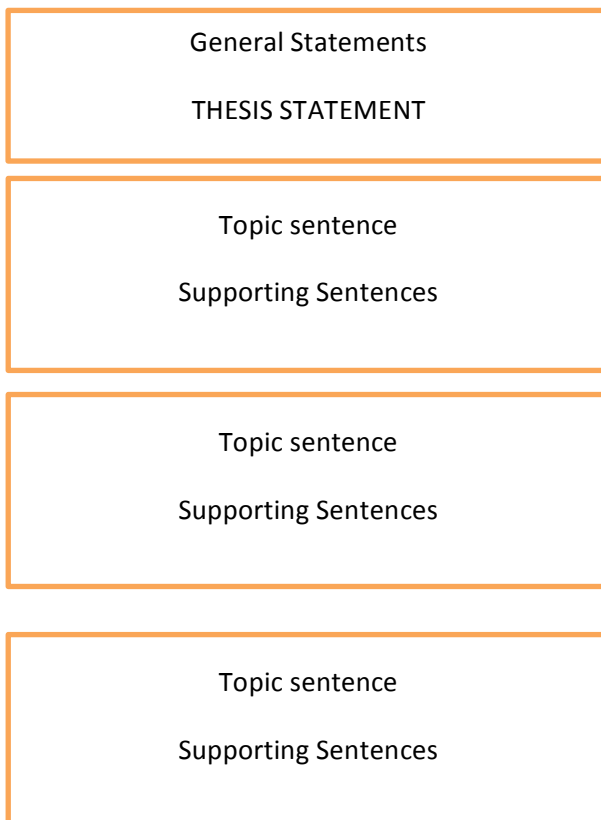 General Statements
THESIS STATEMENT
Topic sentence
Supporting Sentences
Topic sentence
Supporting Sentences
Topic sentence
Supporting Sentences